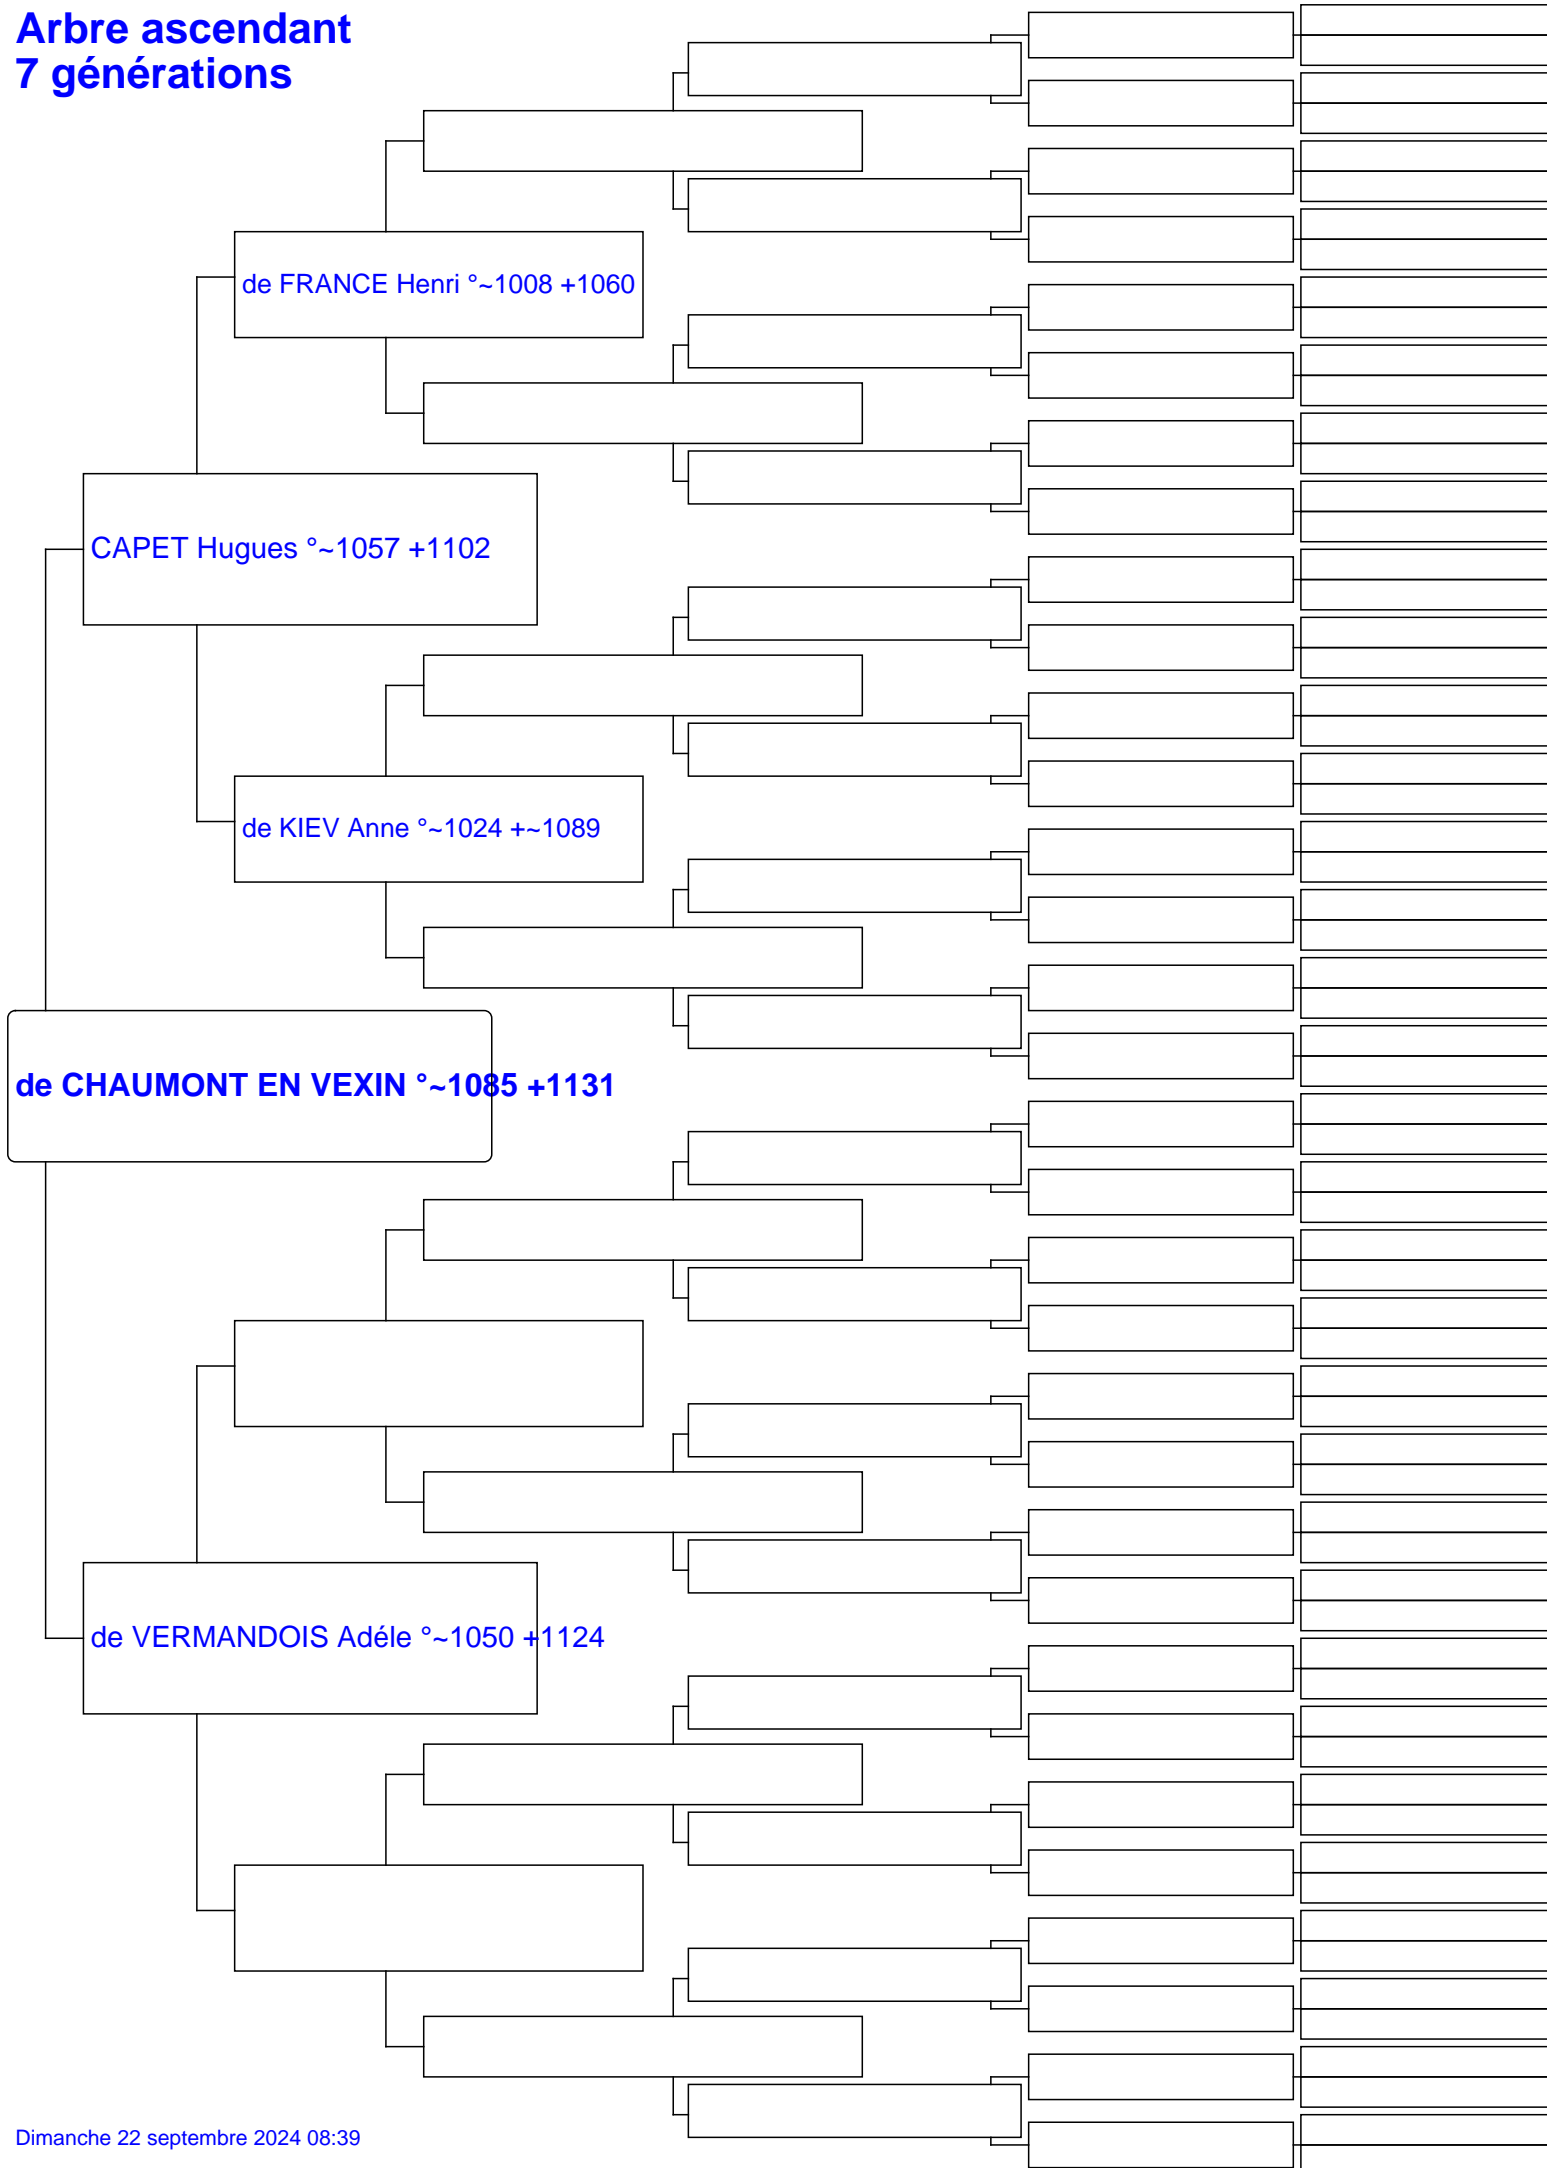 Arbre ascendant
7 générations
de FRANCE Henri °~1008 +1060
CAPET Hugues °~1057 +1102
de KIEV Anne °~1024 +~1089
de CHAUMONT EN VEXIN °~1085 +1131
de VERMANDOIS Adéle °~1050 +1124
Dimanche 22 septembre 2024 08:39